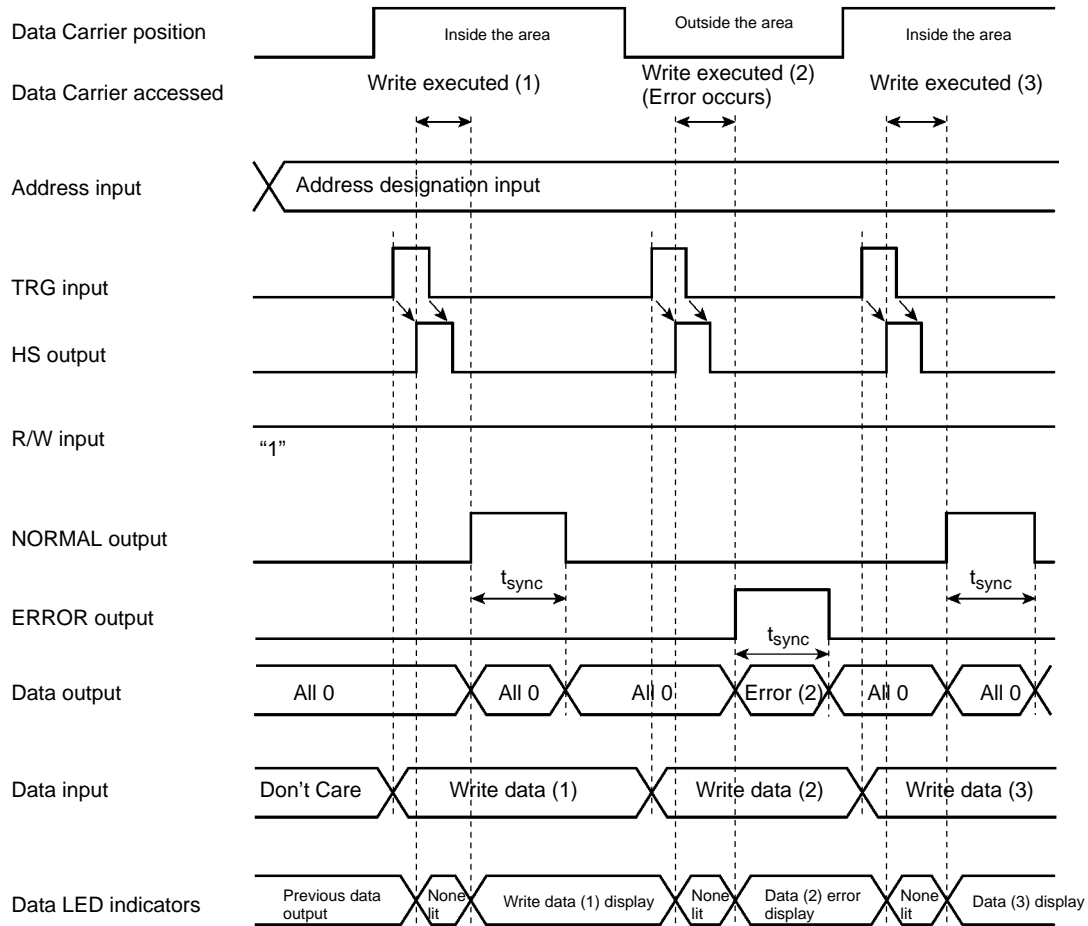 Data Carrier position
Inside the area
Outside the area
Inside the area
Data Carrier accessed
Write executed (1)
Write executed (2)
(Error occurs)
Write executed (3)
Address input
Address designation input
TRG input
HS output
R/W input
“1”
NORMAL output
tsync
tsync
ERROR output
tsync
Data output
All 0
All 0
All 0
Error (2)
All 0
All 0
Data input
Don’t Care
Write data (1)
Write data (2)
Write data (3)
Data LED indicators
Previous data
output
None
lit
Write data (1) display
None
lit
Data (2) error
display
None
lit
Data (3) display